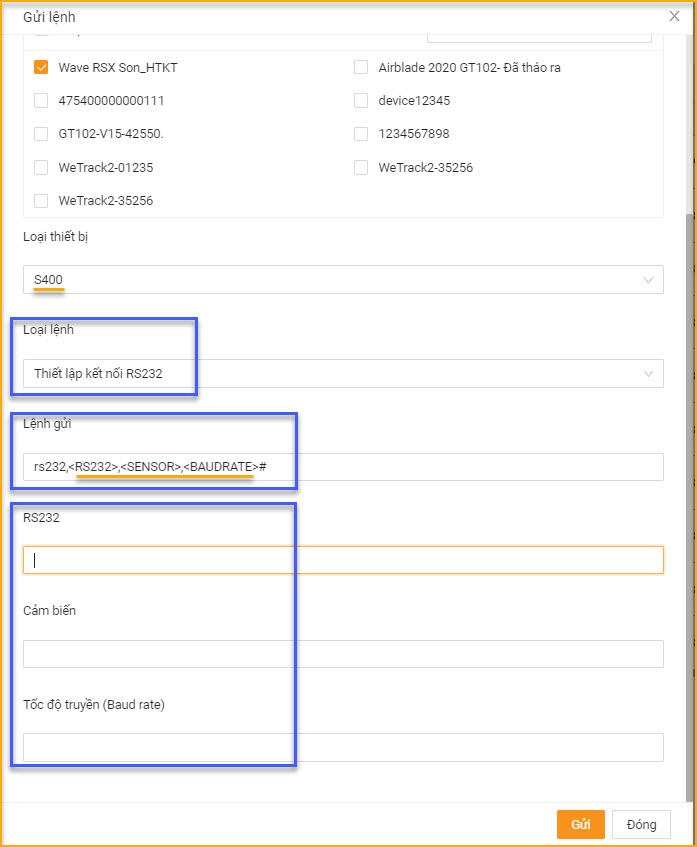 Gửi lệnh
Wave RSX Son_HTKT
Airblade 2020 GT102- Đã tháo ra
475400000000111
device12345
GT102-V15-42550.
1234567898
WeTrack2-01235
WeTrack2-35256
WeTrack2-35256
Loại thiết bị
S400
Loại lệnh
Thiết lập kết nối RS232
Lệnh gửi
rs232,<RS232>,<SENSOR>,<BAUDRATE>#
RS232
Cảm biến
Tốc độ truyền (Baud rate)
Gửi
Đóng